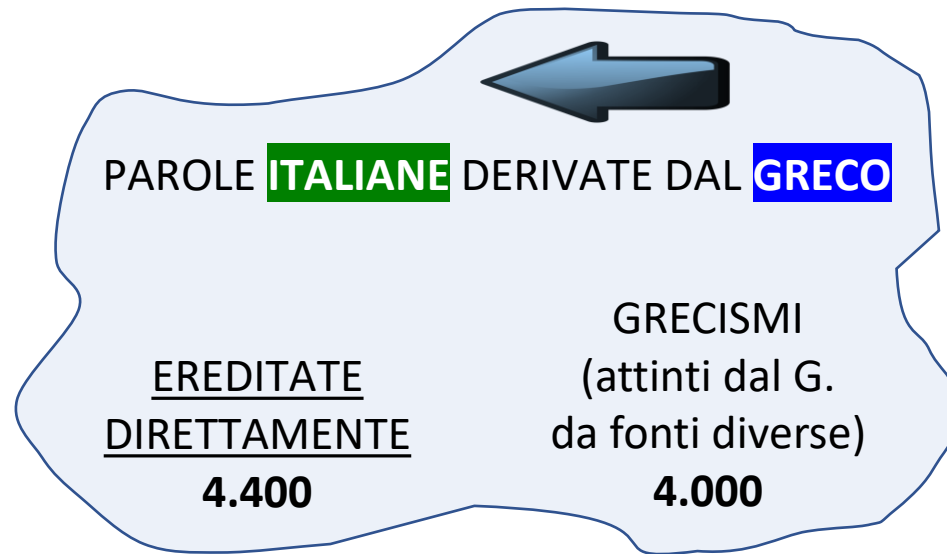 PAROLE ITALIANE DERIVATE DAL GRECO
EREDITATE
DIRETTAMENTE
4.400
GRECISMI
(attinti dal G.
da fonti diverse)
4.000